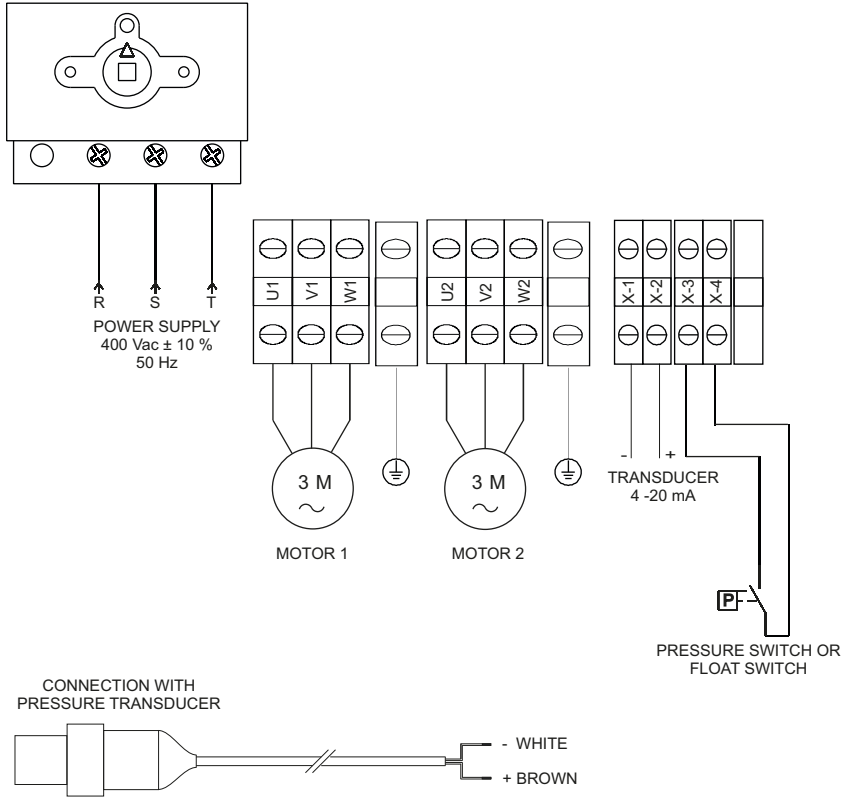 R S T
POWER SUPPLY
400 Vac ± 10 %
50 Hz
U1 V1 W1
U2 V2 W2
X-1 X-2 X-3 X-4
3 M
MOTOR 1
3 M
MOTOR 2
- +
TRANSDUCER
4 -20 mA
P
PRESSURE SWITCH OR
FLOAT SWITCH
CONNECTION WITH
PRESSURE TRANSDUCER
- WHITE
+ BROWN